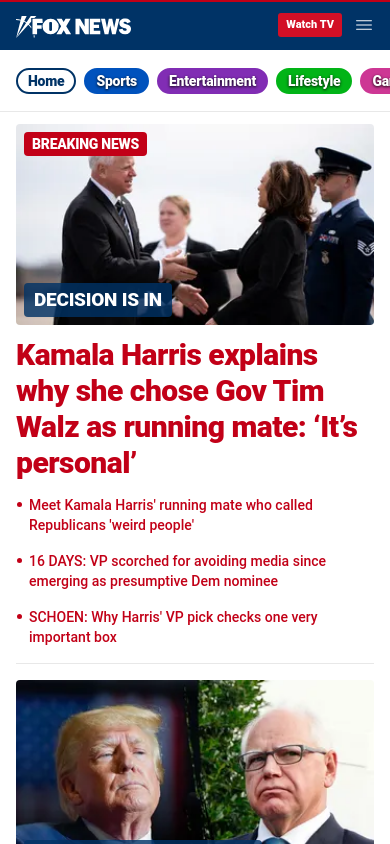 FOX NEWS
Watch TV
Home Sports Entertainment Lifestyle
BREAKING NEWS
DECISION IS IN
Kamala Harris explains
why she chose Gov Tim
Walz as running mate: ‘It’s
personal’
• Meet Kamala Harris' running mate who called
Republicans 'weird people'
• 16 DAYS: VP scorched for avoiding media since
emerging as presumptive Dem nominee
• SCHOEN: Why Harris' VP pick checks one very
important box